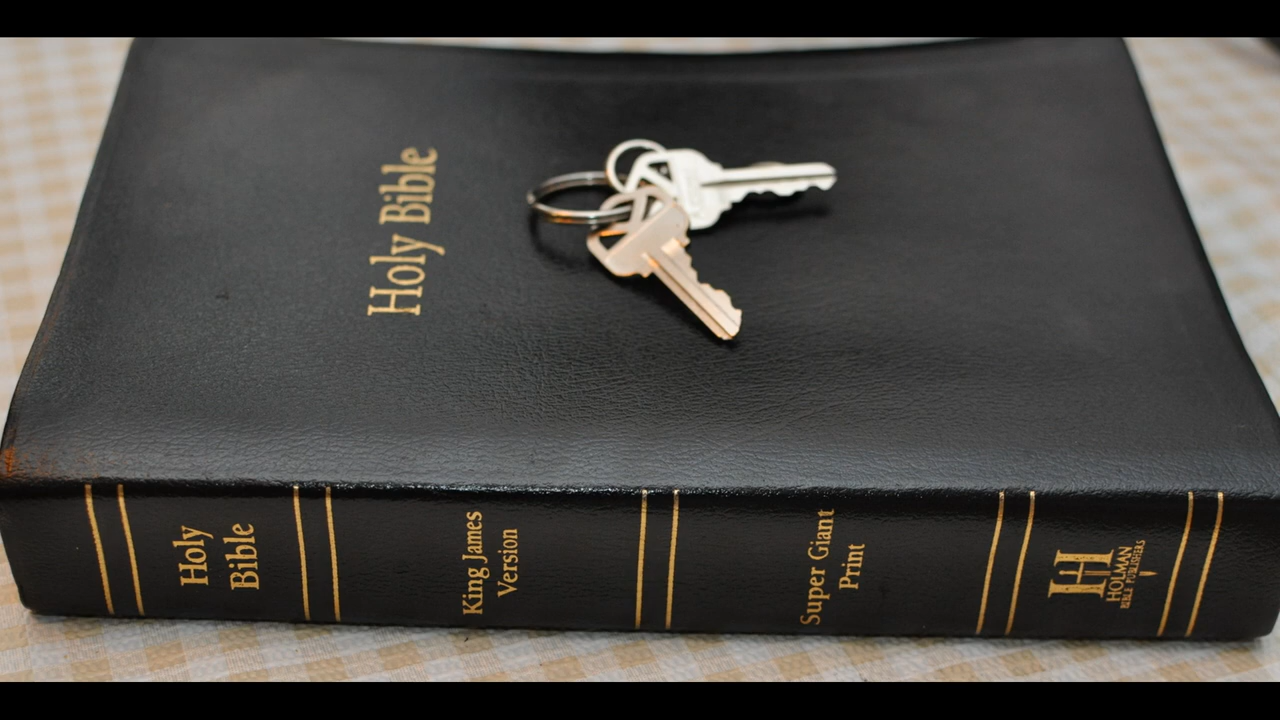 Holy Bible
Holy
Bible
King James
Version
Super Giant
Print
HOLMAN
BIBLE PUBLISHERS